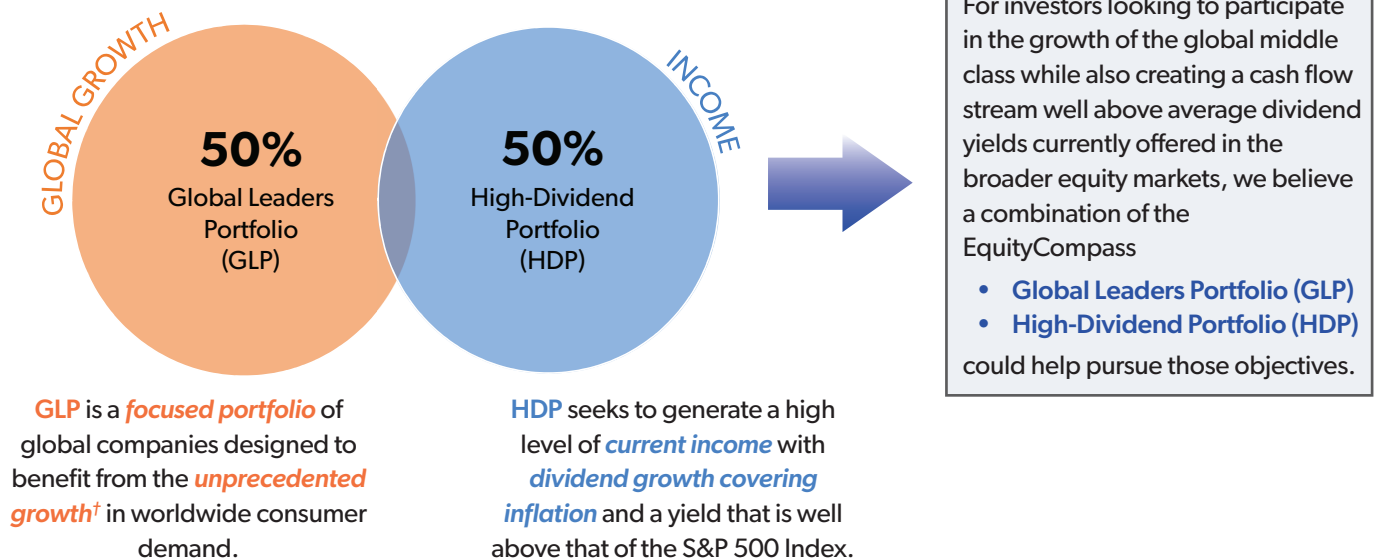 GLOBAL GROWTH
50%
Global Leaders
Portfolio
(GLP)
INCOME
50%
High-Dividend
Portfolio
(HDP)
GLP is a focused portfolio of
global companies designed to
benefit from the unprecedented
growth† in worldwide consumer
demand.
HDP seeks to generate a high
level of current income with
dividend growth covering
inflation and a yield that is well
above that of the S&P 500 Index.
For investors looking to participate
in the growth of the global middle
class while also creating a cash flow
stream well above average dividend
yields currently offered in the
broader equity markets, we believe
a combination of the
EquityCompass
• Global Leaders Portfolio (GLP)
• High-Dividend Portfolio (HDP)
could help pursue those objectives.